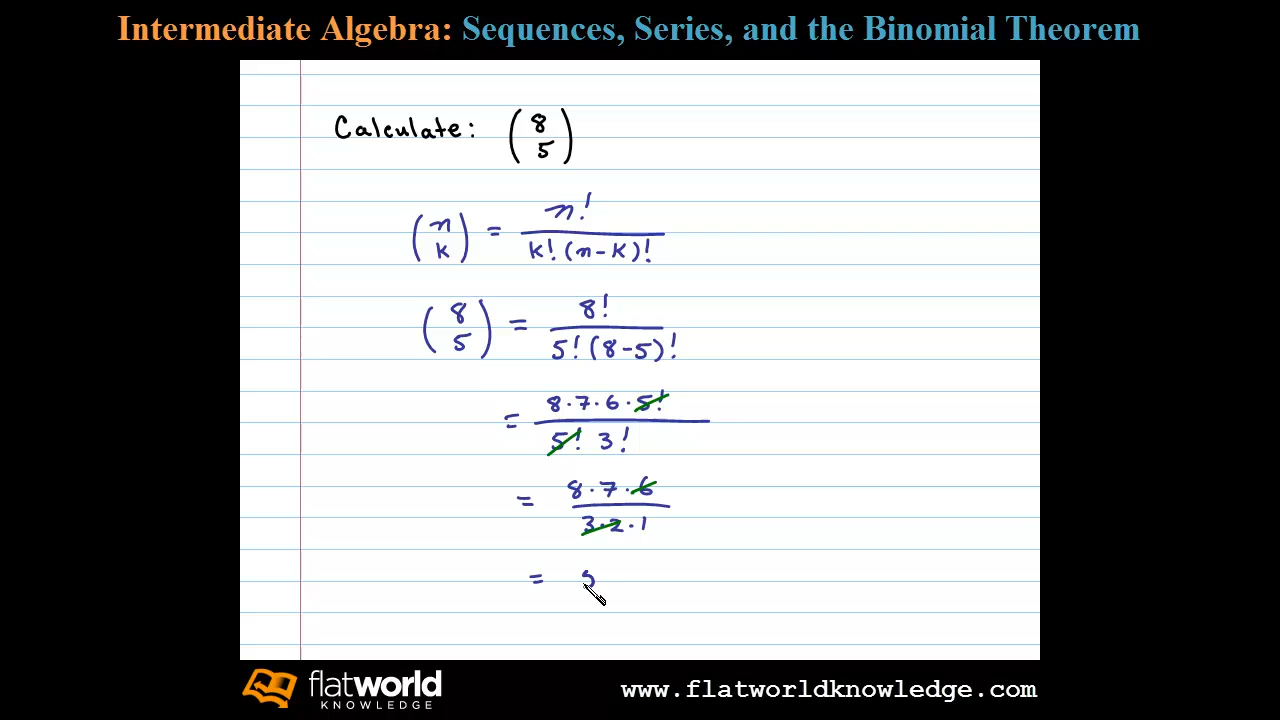 Intermediate Algebra: Sequences, Series, and the Binomial Theorem
Calculate: (8 5)
(n k) = n! / k!(n-k)!
(8 5) = 8! / 5!(8-5)!
= 8·7·6·5! / 5! 3!
= 8·7·6 / 3·2·1
=
flatworld
KNOWLEDGE
www.flatworldknowledge.com